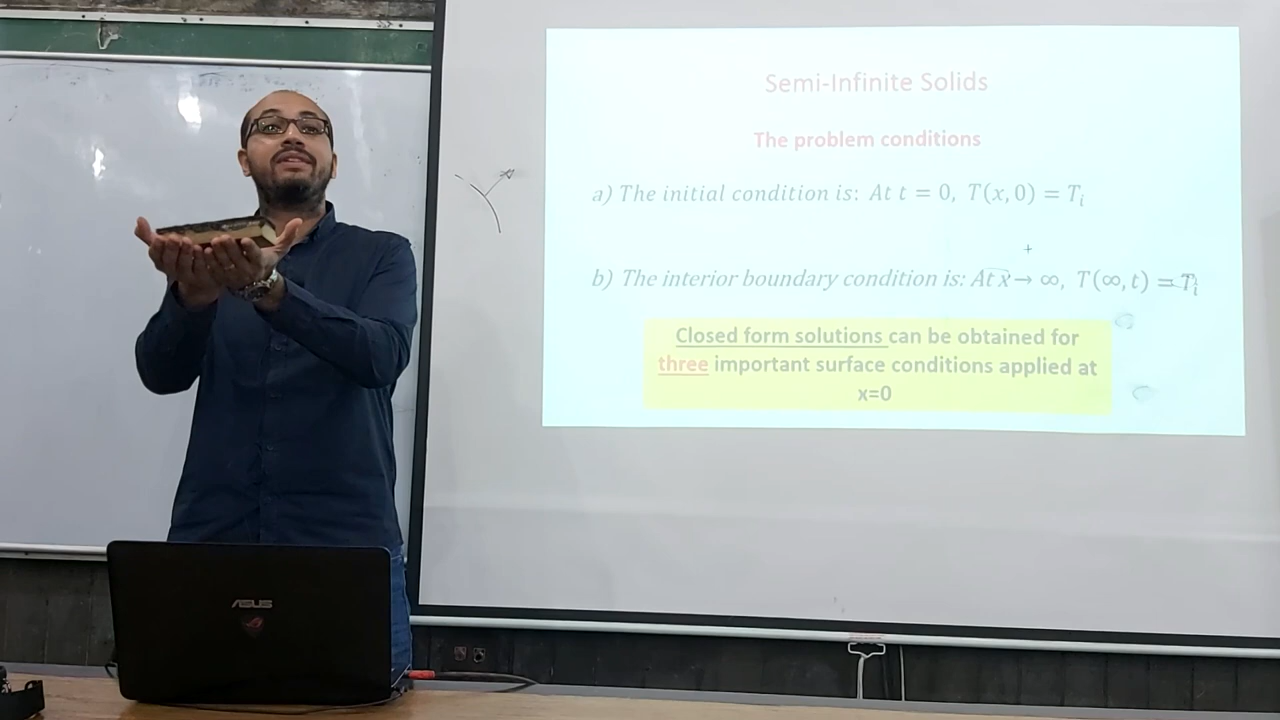 Semi-Infinite Solids
The problem conditions
a) The initial condition is: At t = 0, T(x, 0) = Tᵢ
b) The interior boundary condition is: At x → ∞, T(∞, t) = Tᵢ
Closed form solutions can be obtained for
three important surface conditions applied at
x=0
ASUS